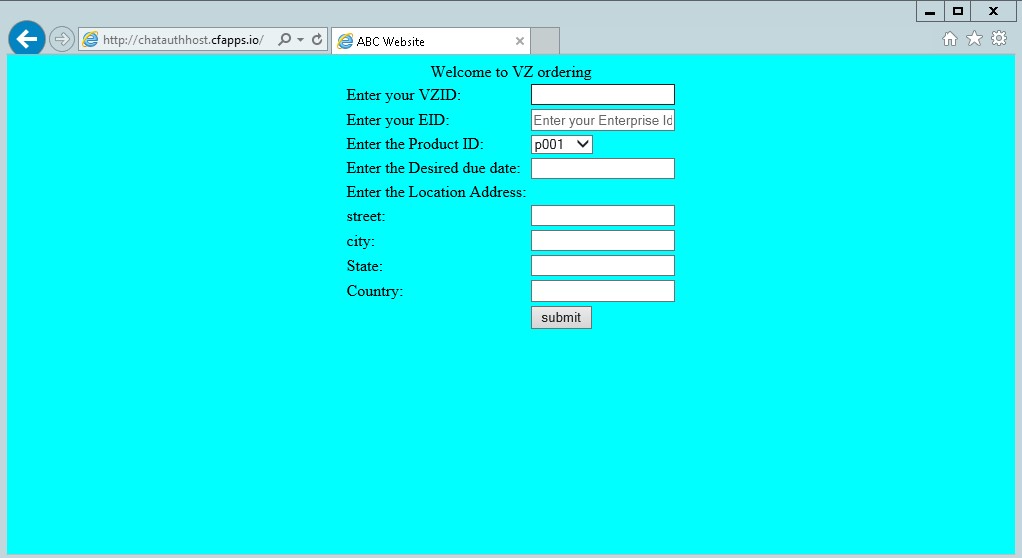 http://chatauthhost.cfapps.io/
ABC Website
Welcome to VZ ordering
Enter your VZID:
Enter your EID: Enter your Enterprise Id
Enter the Product ID: p001
Enter the Desired due date:
Enter the Location Address:
street:
city:
State:
Country:
submit